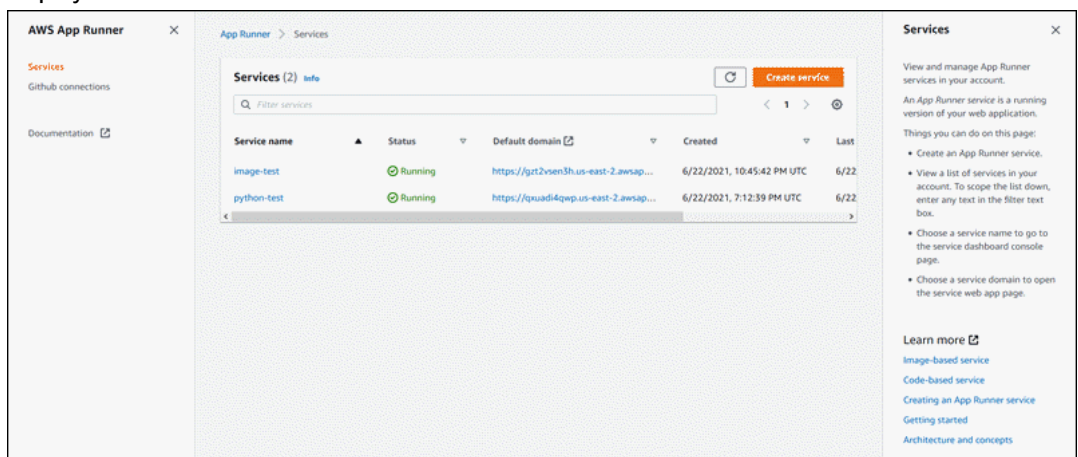 AWS App Runner
Services
Github connections
Documentation
App Runner > Services
Services (2) Info
Create service
Filter services
< 1 >
Service name Status Default domain Created Last
image-test Running https://gzt2vsen3h.us-east-2.awsap... 6/22/2021, 10:45:42 PM UTC 6/22
python-test Running https://qxuadi4qwp.us-east-2.awsap... 6/22/2021, 7:12:39 PM UTC 6/22
Services
View and manage App Runner
services in your account.
An App Runner service is a running
version of your web application.
Things you can do on this page:
• Create an App Runner service.
• View a list of services in your
account. To scope the list down,
enter any text in the filter text
box.
• Choose a service name to go to
the service dashboard console
page.
• Choose a service domain to open
the service web app page.
Learn more
Image-based service
Code-based service
Creating an App Runner service
Getting started
Architecture and concepts